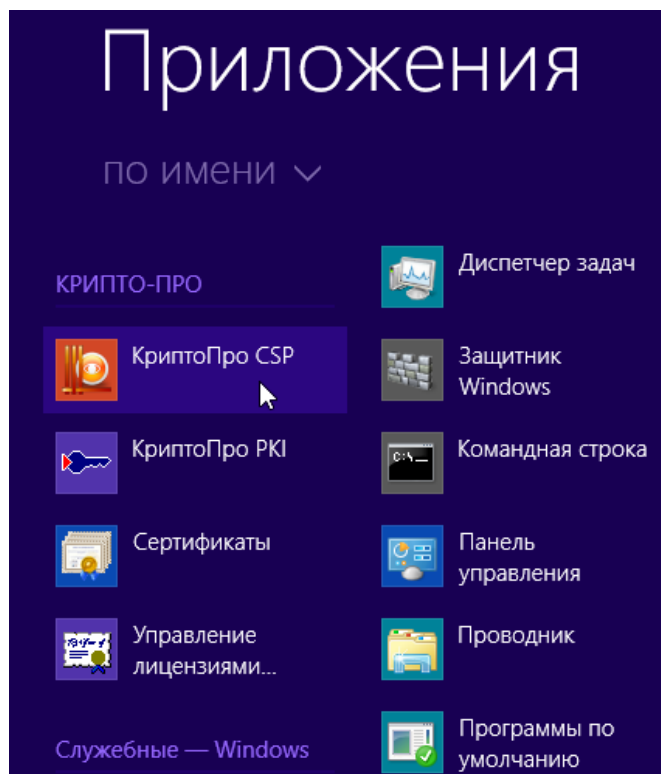 Приложения
по имени
КРИПТО-ПРО
КриптоПро CSP
КриптоПро PKI
Сертификаты
Управление
лицензиями...
Служебные — Windows
Диспетчер задач
Защитник
Windows
C:\
Командная строка
Панель
управления
Проводник
Программы по
умолчанию